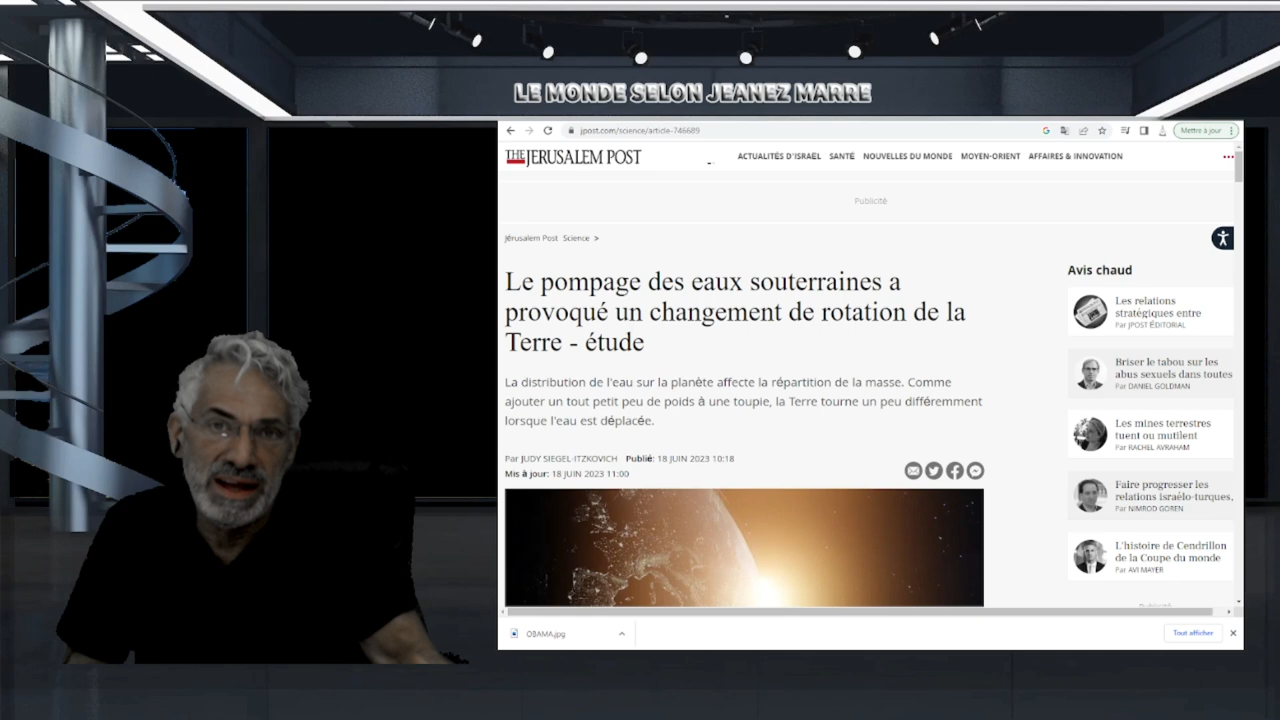 LE MONDE SELON JEANEZ MARRE
jpost.com/science/article-746689
Mettre à jour
THE JERUSALEM POST
ACTUALITÉS D'ISRAËL SANTÉ NOUVELLES DU MONDE MOYEN-ORIENT AFFAIRES & INNOVATION
Publicité
Jérusalem Post Science >
Le pompage des eaux souterraines a
provoqué un changement de rotation de la
Terre - étude
La distribution de l'eau sur la planète affecte la répartition de la masse. Comme
ajouter un tout petit peu de poids à une toupie, la Terre tourne un peu différemment
lorsque l'eau est déplacée.
Par JUDY SIEGEL-ITZKOVICH Publié: 18 JUIN 2023 10:18
Mis à jour: 18 JUIN 2023 11:00
Avis chaud
Les relations
stratégiques entre
Par JPOST ÉDITORIAL
Briser le tabou sur les
abus sexuels dans toutes
Par DANIEL GOLDMAN
Les mines terrestres
tuent ou mutilent
Par RACHEL AVRAHAM
Faire progresser les
relations israélo-turques,
Par NIMROD GOREN
L'histoire de Cendrillon
de la Coupe du monde
Par AVI MAYER
Publicité
OBAMA.jpg
Tout afficher